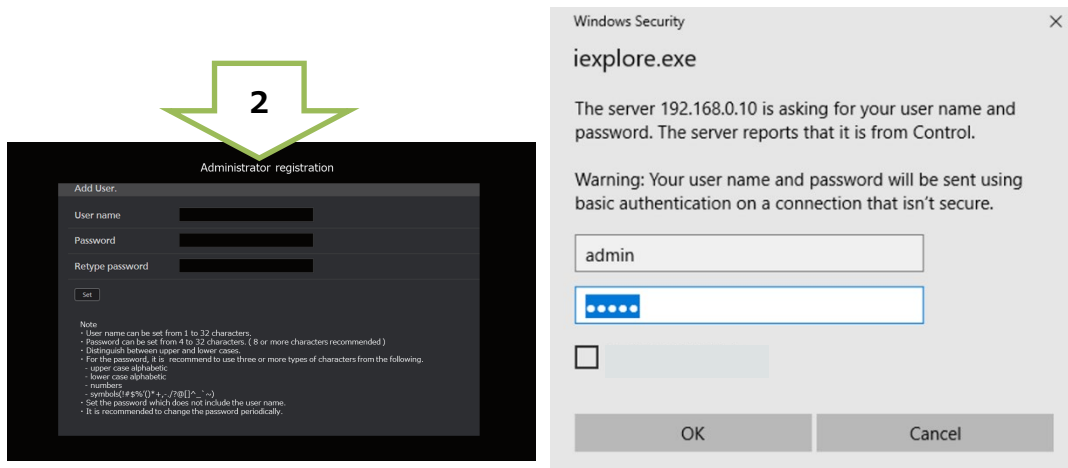 2
Administrator registration
Add User.
User name
Password
Retype password
Set
Note
・User name can be set from 1 to 32 characters.
・Password can be set from 4 to 32 characters. ( 8 or more characters recommended )
・Distinguish between upper and lower cases.
・For the password, it is recommend to use three or more types of characters from the following.
- upper case alphabetic
- lower case alphabetic
- numbers
- symbols(!#$%'()*+,-./?@[]^_`~)
・Set the password which does not include the user name.
・It is recommended to change the password periodically.
Windows Security
iexplore.exe
The server 192.168.0.10 is asking for your user name and
password. The server reports that it is from Control.
Warning: Your user name and password will be sent using
basic authentication on a connection that isn't secure.
admin
●●●●●
OK
Cancel